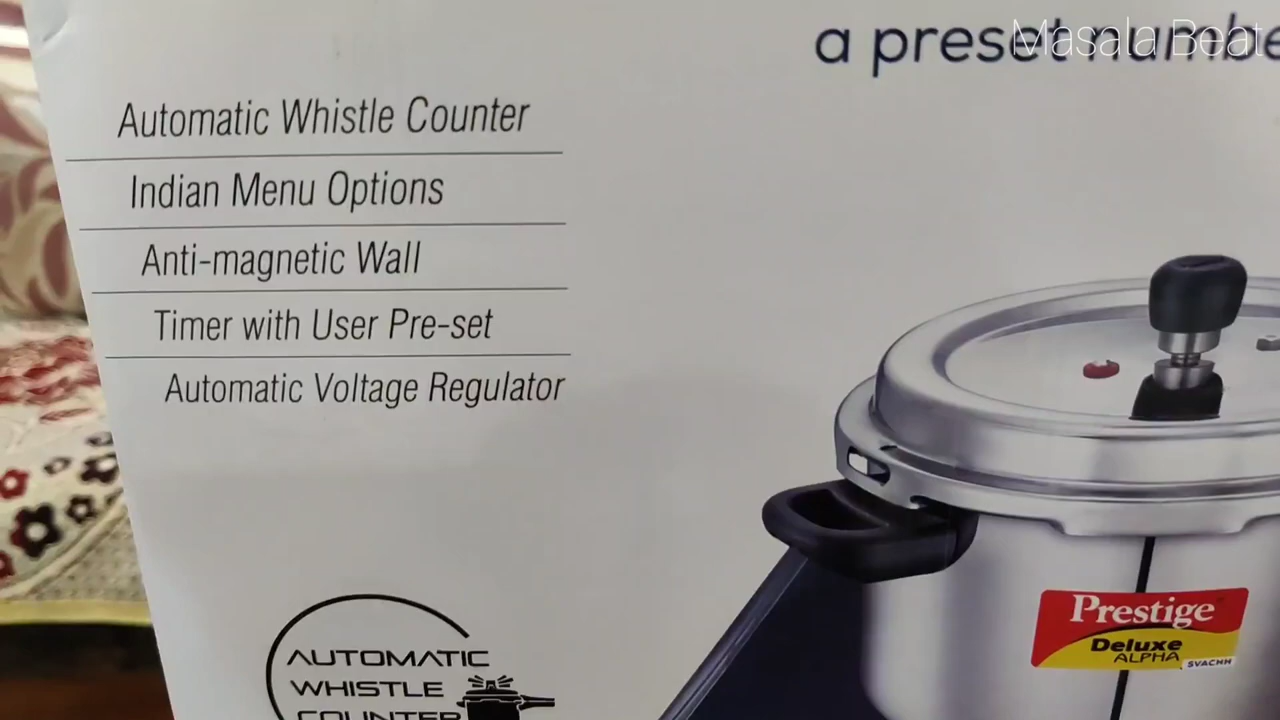 a preset numbe
Masala Beat
Automatic Whistle Counter
Indian Menu Options
Anti-magnetic Wall
Timer with User Pre-set
Automatic Voltage Regulator
Prestige
Deluxe
ALPHA
SVACHH
AUTOMATIC
WHISTLE
COUNTER